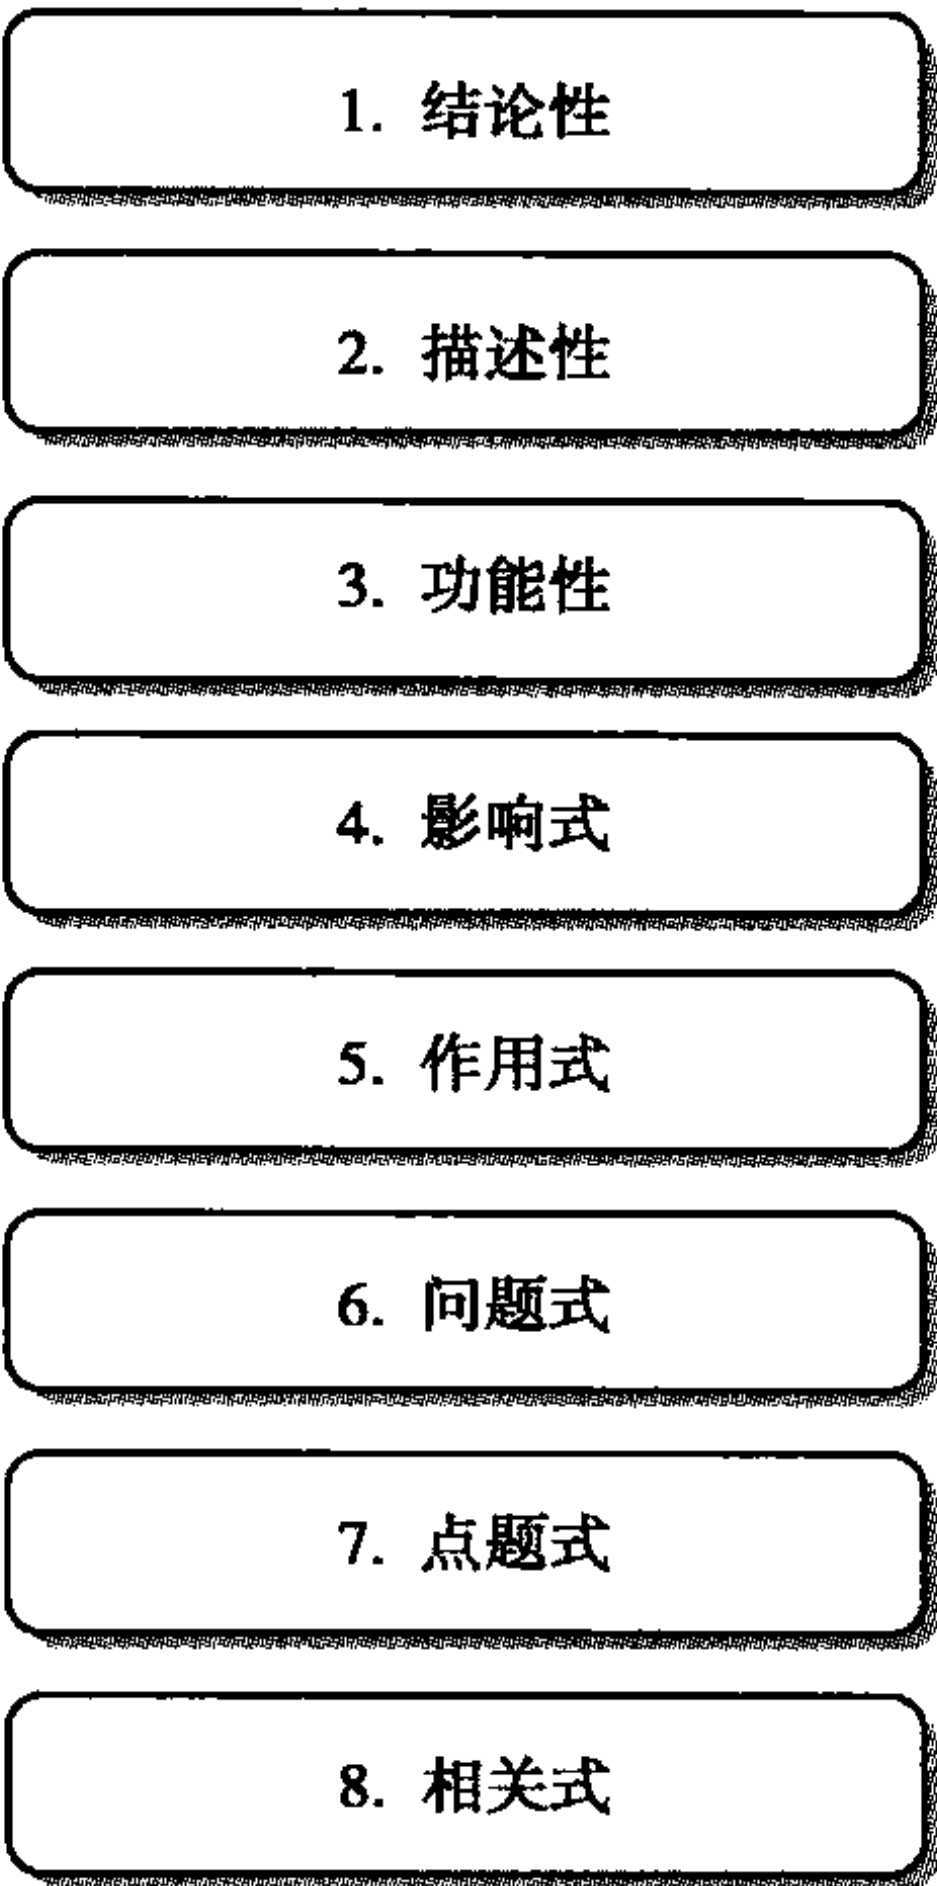 1. 结论性
2. 描述性
3. 功能性
4. 影响式
5. 作用式
6. 问题式
7. 点题式
8. 相关式